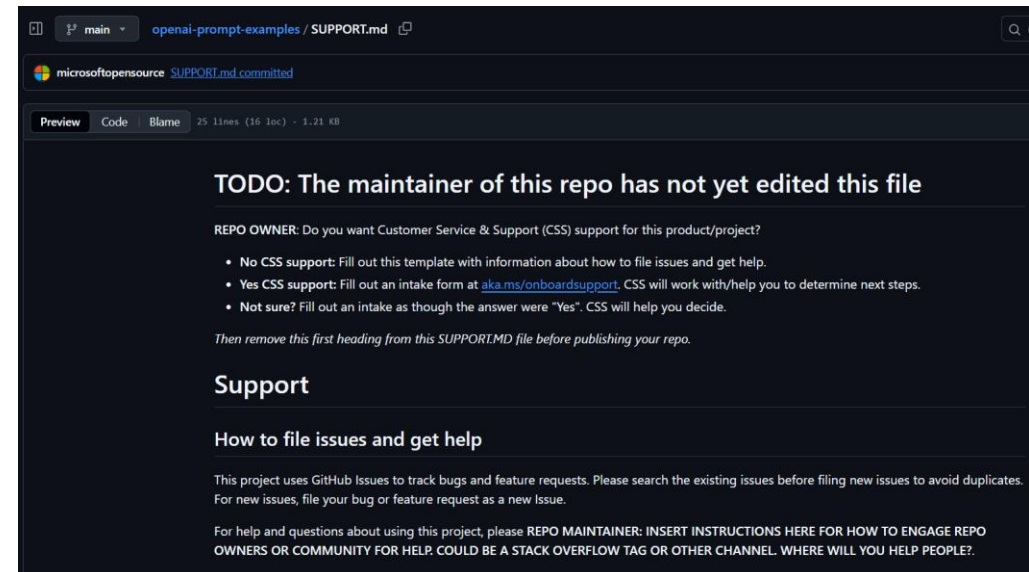 main
openai-prompt-examples / SUPPORT.md
microsoftopensource SUPPORT.md committed
Preview Code Blame 25 lines (16 loc) · 1.21 KB
TODO: The maintainer of this repo has not yet edited this file
REPO OWNER: Do you want Customer Service & Support (CSS) support for this product/project?
• No CSS support: Fill out this template with information about how to file issues and get help.
• Yes CSS support: Fill out an intake form at aka.ms/onboardsupport. CSS will work with/help you to determine next steps.
• Not sure? Fill out an intake as though the answer were "Yes". CSS will help you decide.
Then remove this first heading from this SUPPORT.MD file before publishing your repo.
Support
How to file issues and get help
This project uses GitHub Issues to track bugs and feature requests. Please search the existing issues before filing new issues to avoid duplicates.
For new issues, file your bug or feature request as a new Issue.
For help and questions about using this project, please REPO MAINTAINER: INSERT INSTRUCTIONS HERE FOR HOW TO ENGAGE REPO
OWNERS OR COMMUNITY FOR HELP. COULD BE A STACK OVERFLOW TAG OR OTHER CHANNEL. WHERE WILL YOU HELP PEOPLE?.